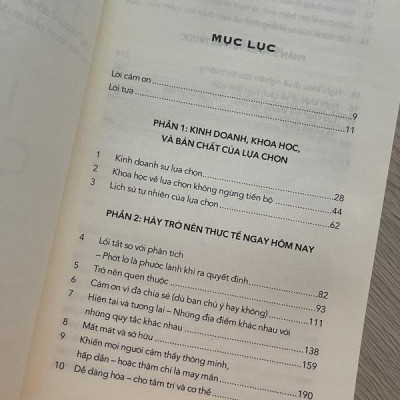 MỤC LỤC
Lời cảm ơn 9
Lời tựa 11
PHẦN 1: KINH DOANH, KHOA HỌC,
VÀ BẢN CHẤT CỦA LỰA CHỌN
1 Kinh doanh sự lựa chọn 28
2 Khoa học về lựa chọn không ngừng tiến bộ 44
3 Lịch sử tự nhiên của lựa chọn 62
PHẦN 2: HÃY TRỞ NÊN THỰC TẾ NGAY HÔM NAY
4 Lối tắt so với phân tích
– Phớt lờ là phước lành khi ra quyết định 82
5 Trở nên quen thuộc 93
6 Cảm ơn vì đã chia sẻ (dù bạn chú ý hay không) 111
7 Hiện tại và tương lai – Những địa điểm khác nhau với
những quy tắc khác nhau 138
8 Mất mát và sở hữu 159
9 Khiến mọi người cảm thấy thông minh,
hấp dẫn – hoặc thậm chí là may mắn 190
10 Dễ dàng hóa – cho tâm trí và cơ thể